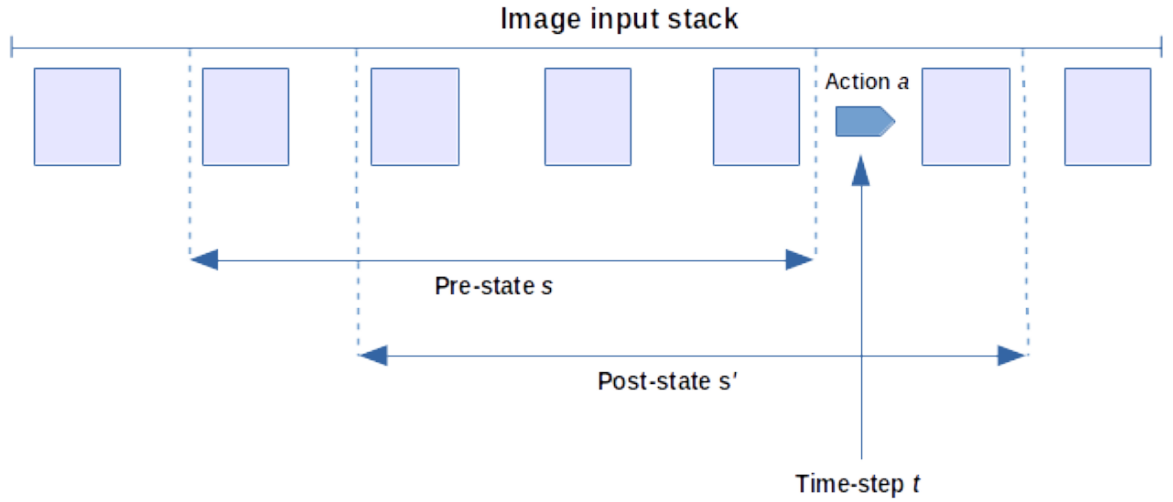 Image input stack
Action a
Pre-state s
Post-state s′
Time-step t